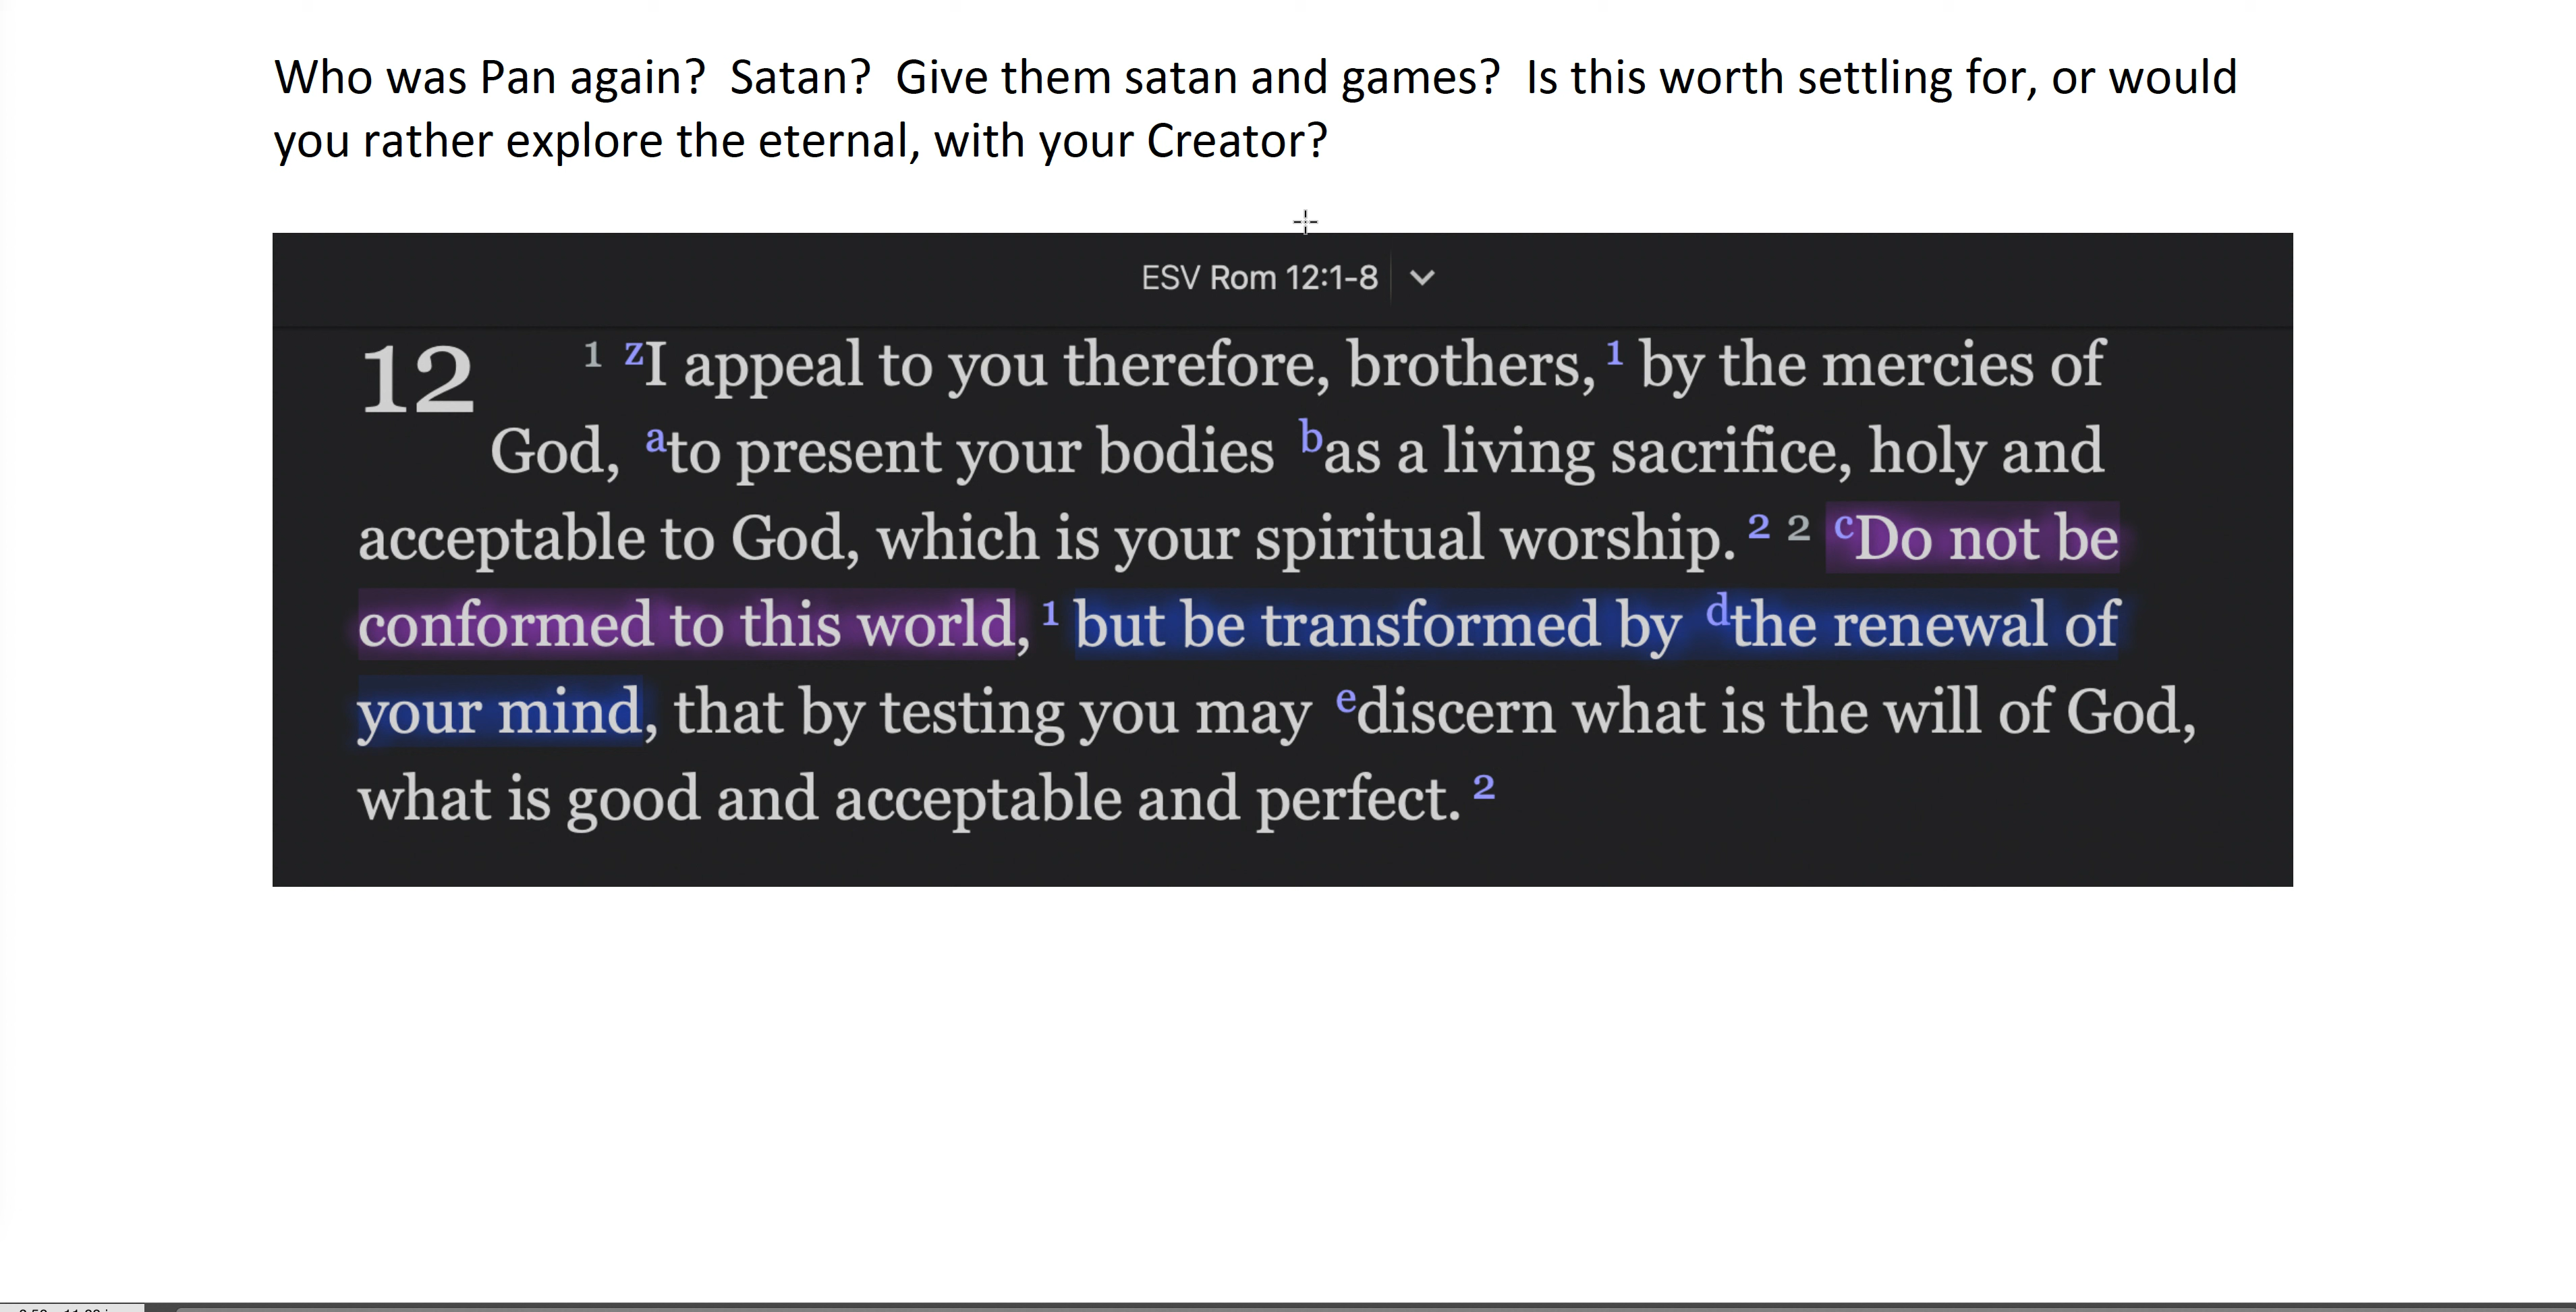 Who was Pan again?  Satan?  Give them satan and games?  Is this worth settling for, or would
you rather explore the eternal, with your Creator?
ESV Rom 12:1-8
12 1 zI appeal to you therefore, brothers,1 by the mercies of
God, ato present your bodies bas a living sacrifice, holy and
acceptable to God, which is your spiritual worship.2 2 cDo not be
conformed to this world,1 but be transformed by dthe renewal of
your mind, that by testing you may ediscern what is the will of God,
what is good and acceptable and perfect.2